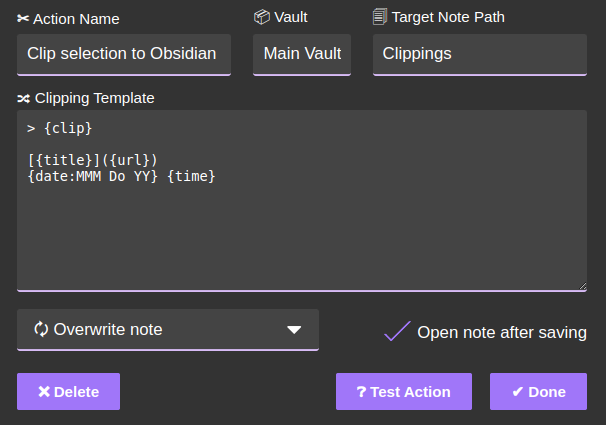 Action Name
Vault
Target Note Path
Clip selection to Obsidian
Main Vault
Clippings
Clipping Template
> {clip}
[{title}]({url})
{date:MMM Do YY} {time}
Overwrite note
Open note after saving
Delete
? Test Action
Done